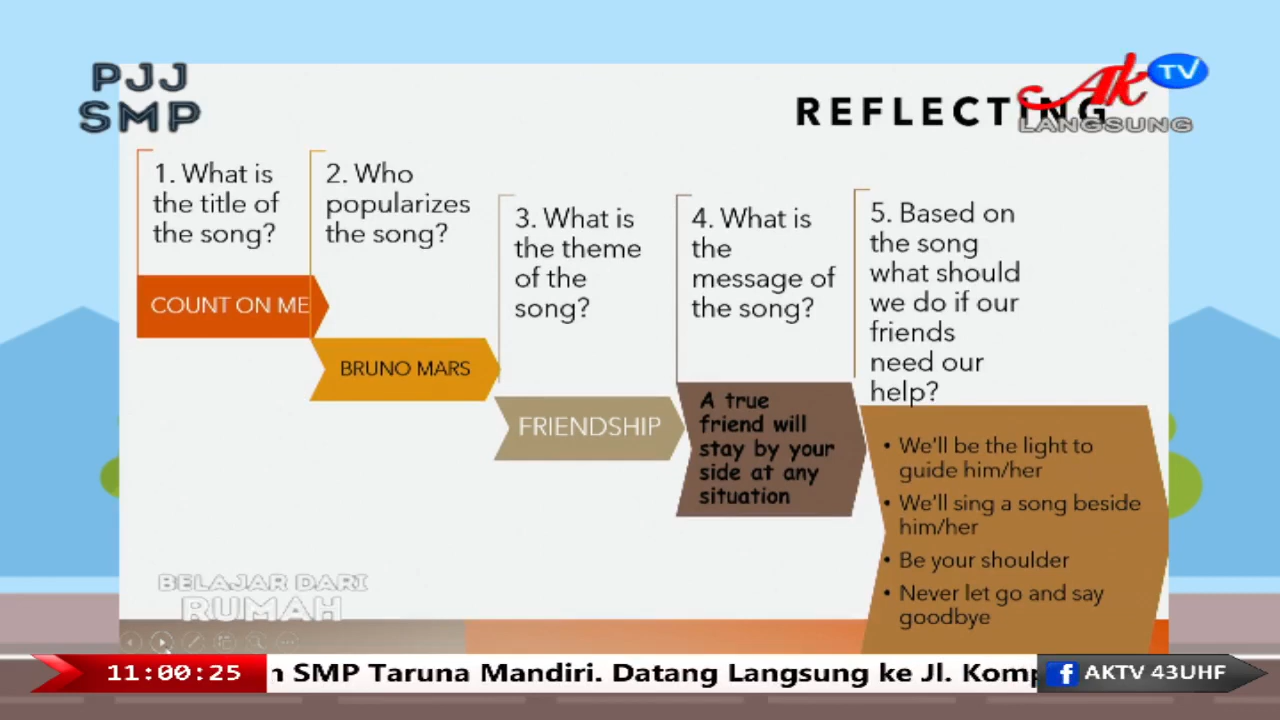 PJJ
SMP
REFLECTING
Ak TV
LANGSUNG
1. What is
the title of
the song?
COUNT ON ME
2. Who
popularizes
the song?
BRUNO MARS
3. What is
the theme
of the
song?
FRIENDSHIP
4. What is
the
message of
the song?
A true
friend will
stay by your
side at any
situation
5. Based on
the song
what should
we do if our
friends
need our
help?
• We'll be the light to
guide him/her
• We'll sing a song beside
him/her
• Be your shoulder
• Never let go and say
goodbye
BELAJAR DARI
RUMAH
11:00:25
SMP Taruna Mandiri. Datang Langsung ke Jl.
AKTV 43UHF